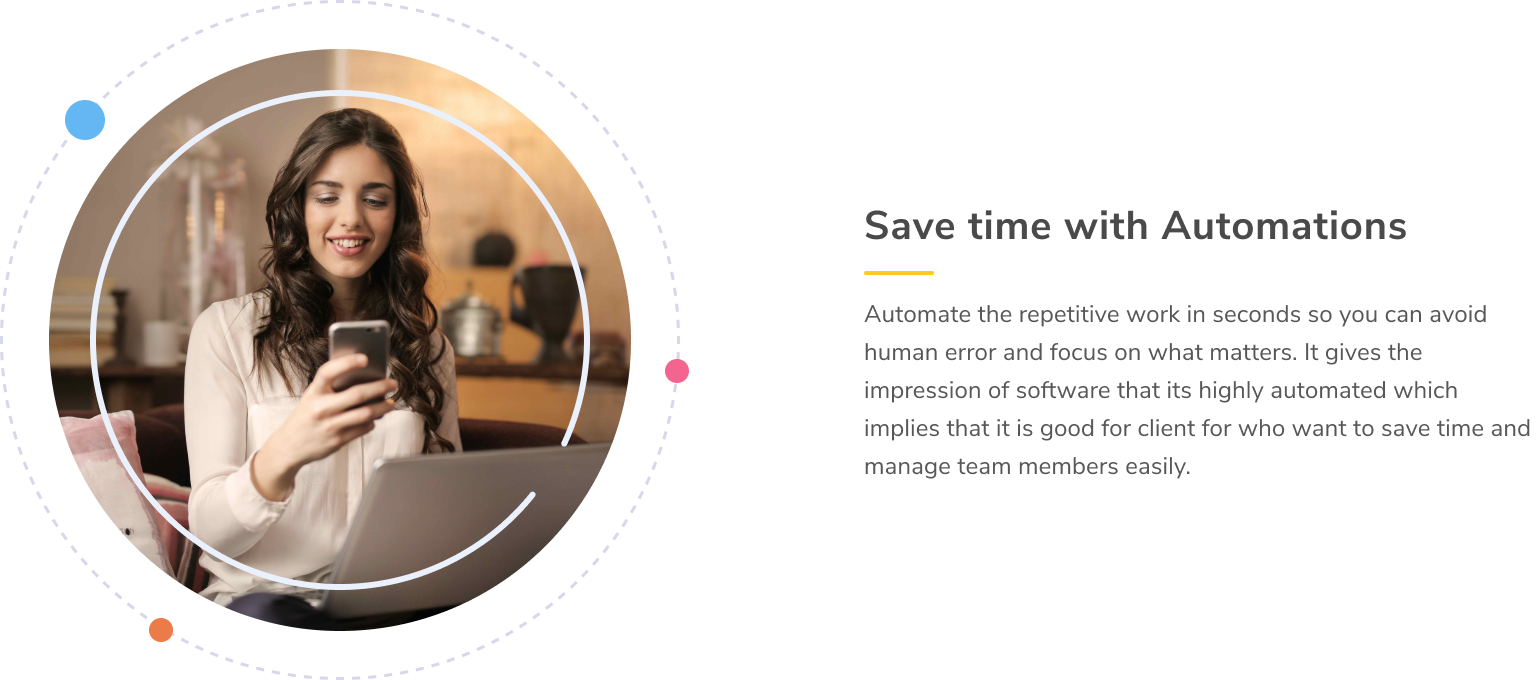 Save time with Automations
Automate the repetitive work in seconds so you can avoid
human error and focus on what matters. It gives the
impression of software that its highly automated which
implies that it is good for client for who want to save time and
manage team members easily.